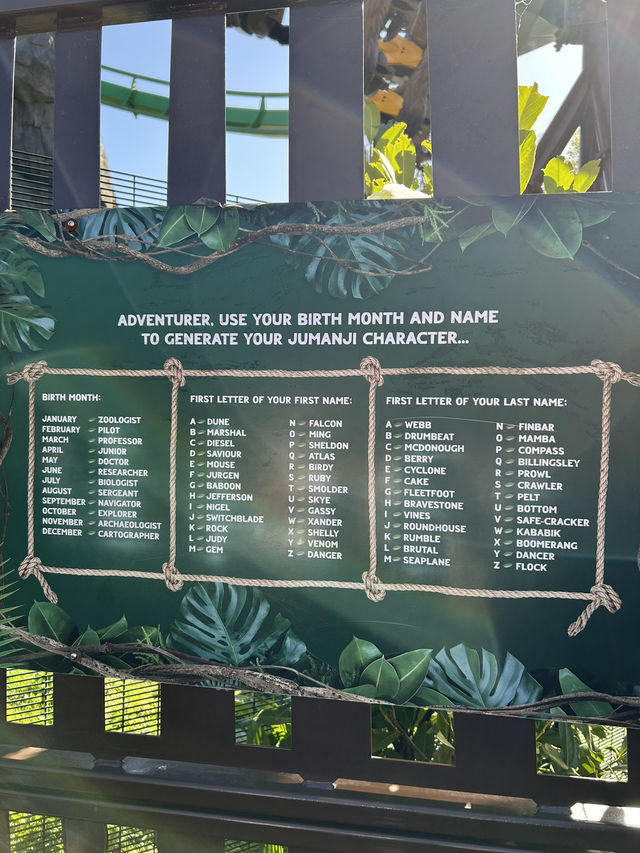 ADVENTURER, USE YOUR BIRTH MONTH AND NAME
TO GENERATE YOUR JUMANJI CHARACTER...
BIRTH MONTH:
JANUARY ZOOLOGIST
FEBRUARY PILOT
MARCH PROFESSOR
APRIL JUNIOR
MAY DOCTOR
JUNE RESEARCHER
JULY BIOLOGIST
AUGUST SERGEANT
SEPTEMBER NAVIGATOR
OCTOBER EXPLORER
NOVEMBER ARCHAEOLOGIST
DECEMBER CARTOGRAPHER
FIRST LETTER OF YOUR FIRST NAME:
A DUNE
B MARSHAL
C DIESEL
D SAVIOUR
E MOUSE
F JURGEN
G BABOON
H JEFFERSON
I NIGEL
J SWITCHBLADE
K ROCK
L JUDY
M GEM
N FALCON
O MING
P SHELDON
Q ATLAS
R BIRDY
S RUBY
T SMOLDER
U SKYE
V GASSY
W XANDER
X SHELLY
Y VENOM
Z DANGER
FIRST LETTER OF YOUR LAST NAME:
A WEBB
B DRUMBEAT
C MCDONOUGH
D BERRY
E CYCLONE
F CAKE
G FLEETFOOT
H BRAVESTONE
I VINES
J ROUNDHOUSE
K RUMBLE
L BRUTAL
M SEAPLANE
N FINBAR
O MAMBA
P COMPASS
Q BILLINGSLEY
R PROWL
S CRAWLER
T PELT
U BOTTOM
V SAFE-CRACKER
W KABABIK
X BOOMERANG
Y DANCER
Z FLOCK